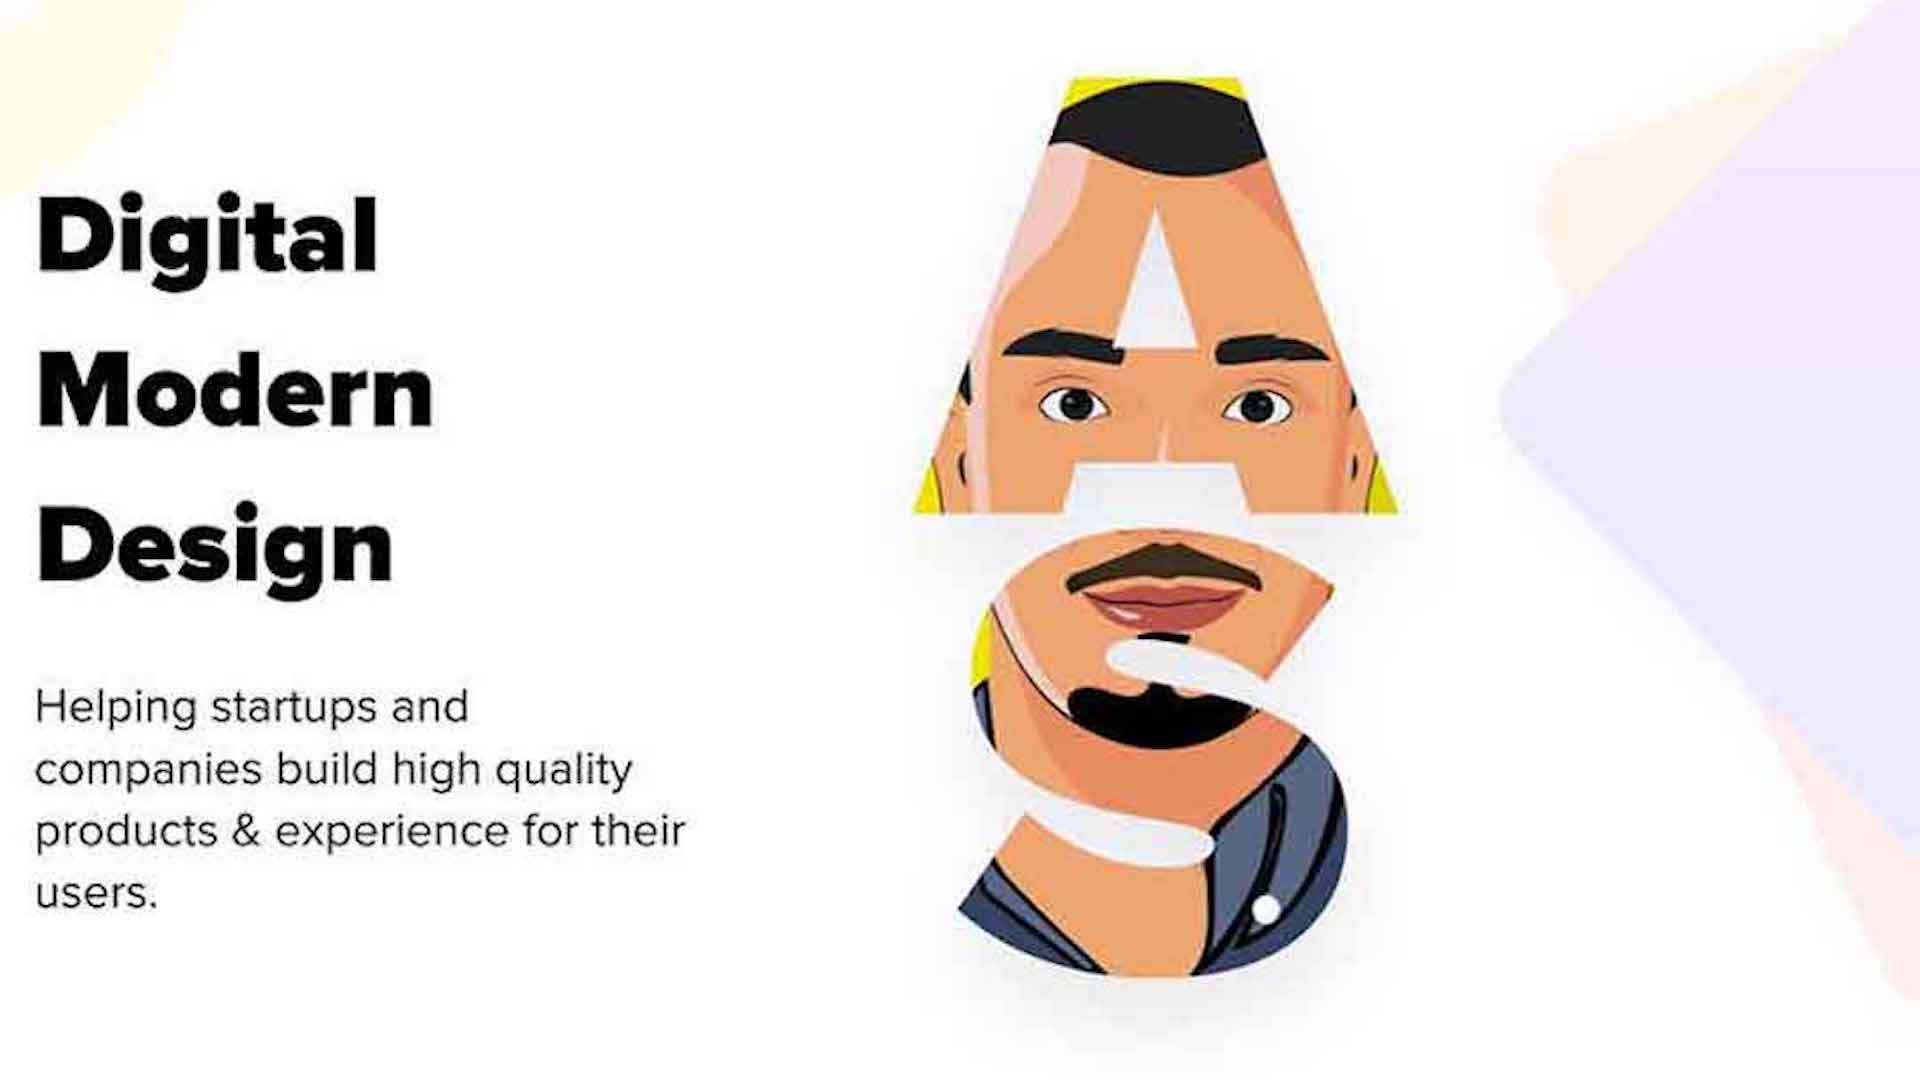 Digital
Modern
Design
Helping startups and
companies build high quality
products & experience for their
users.
A
S